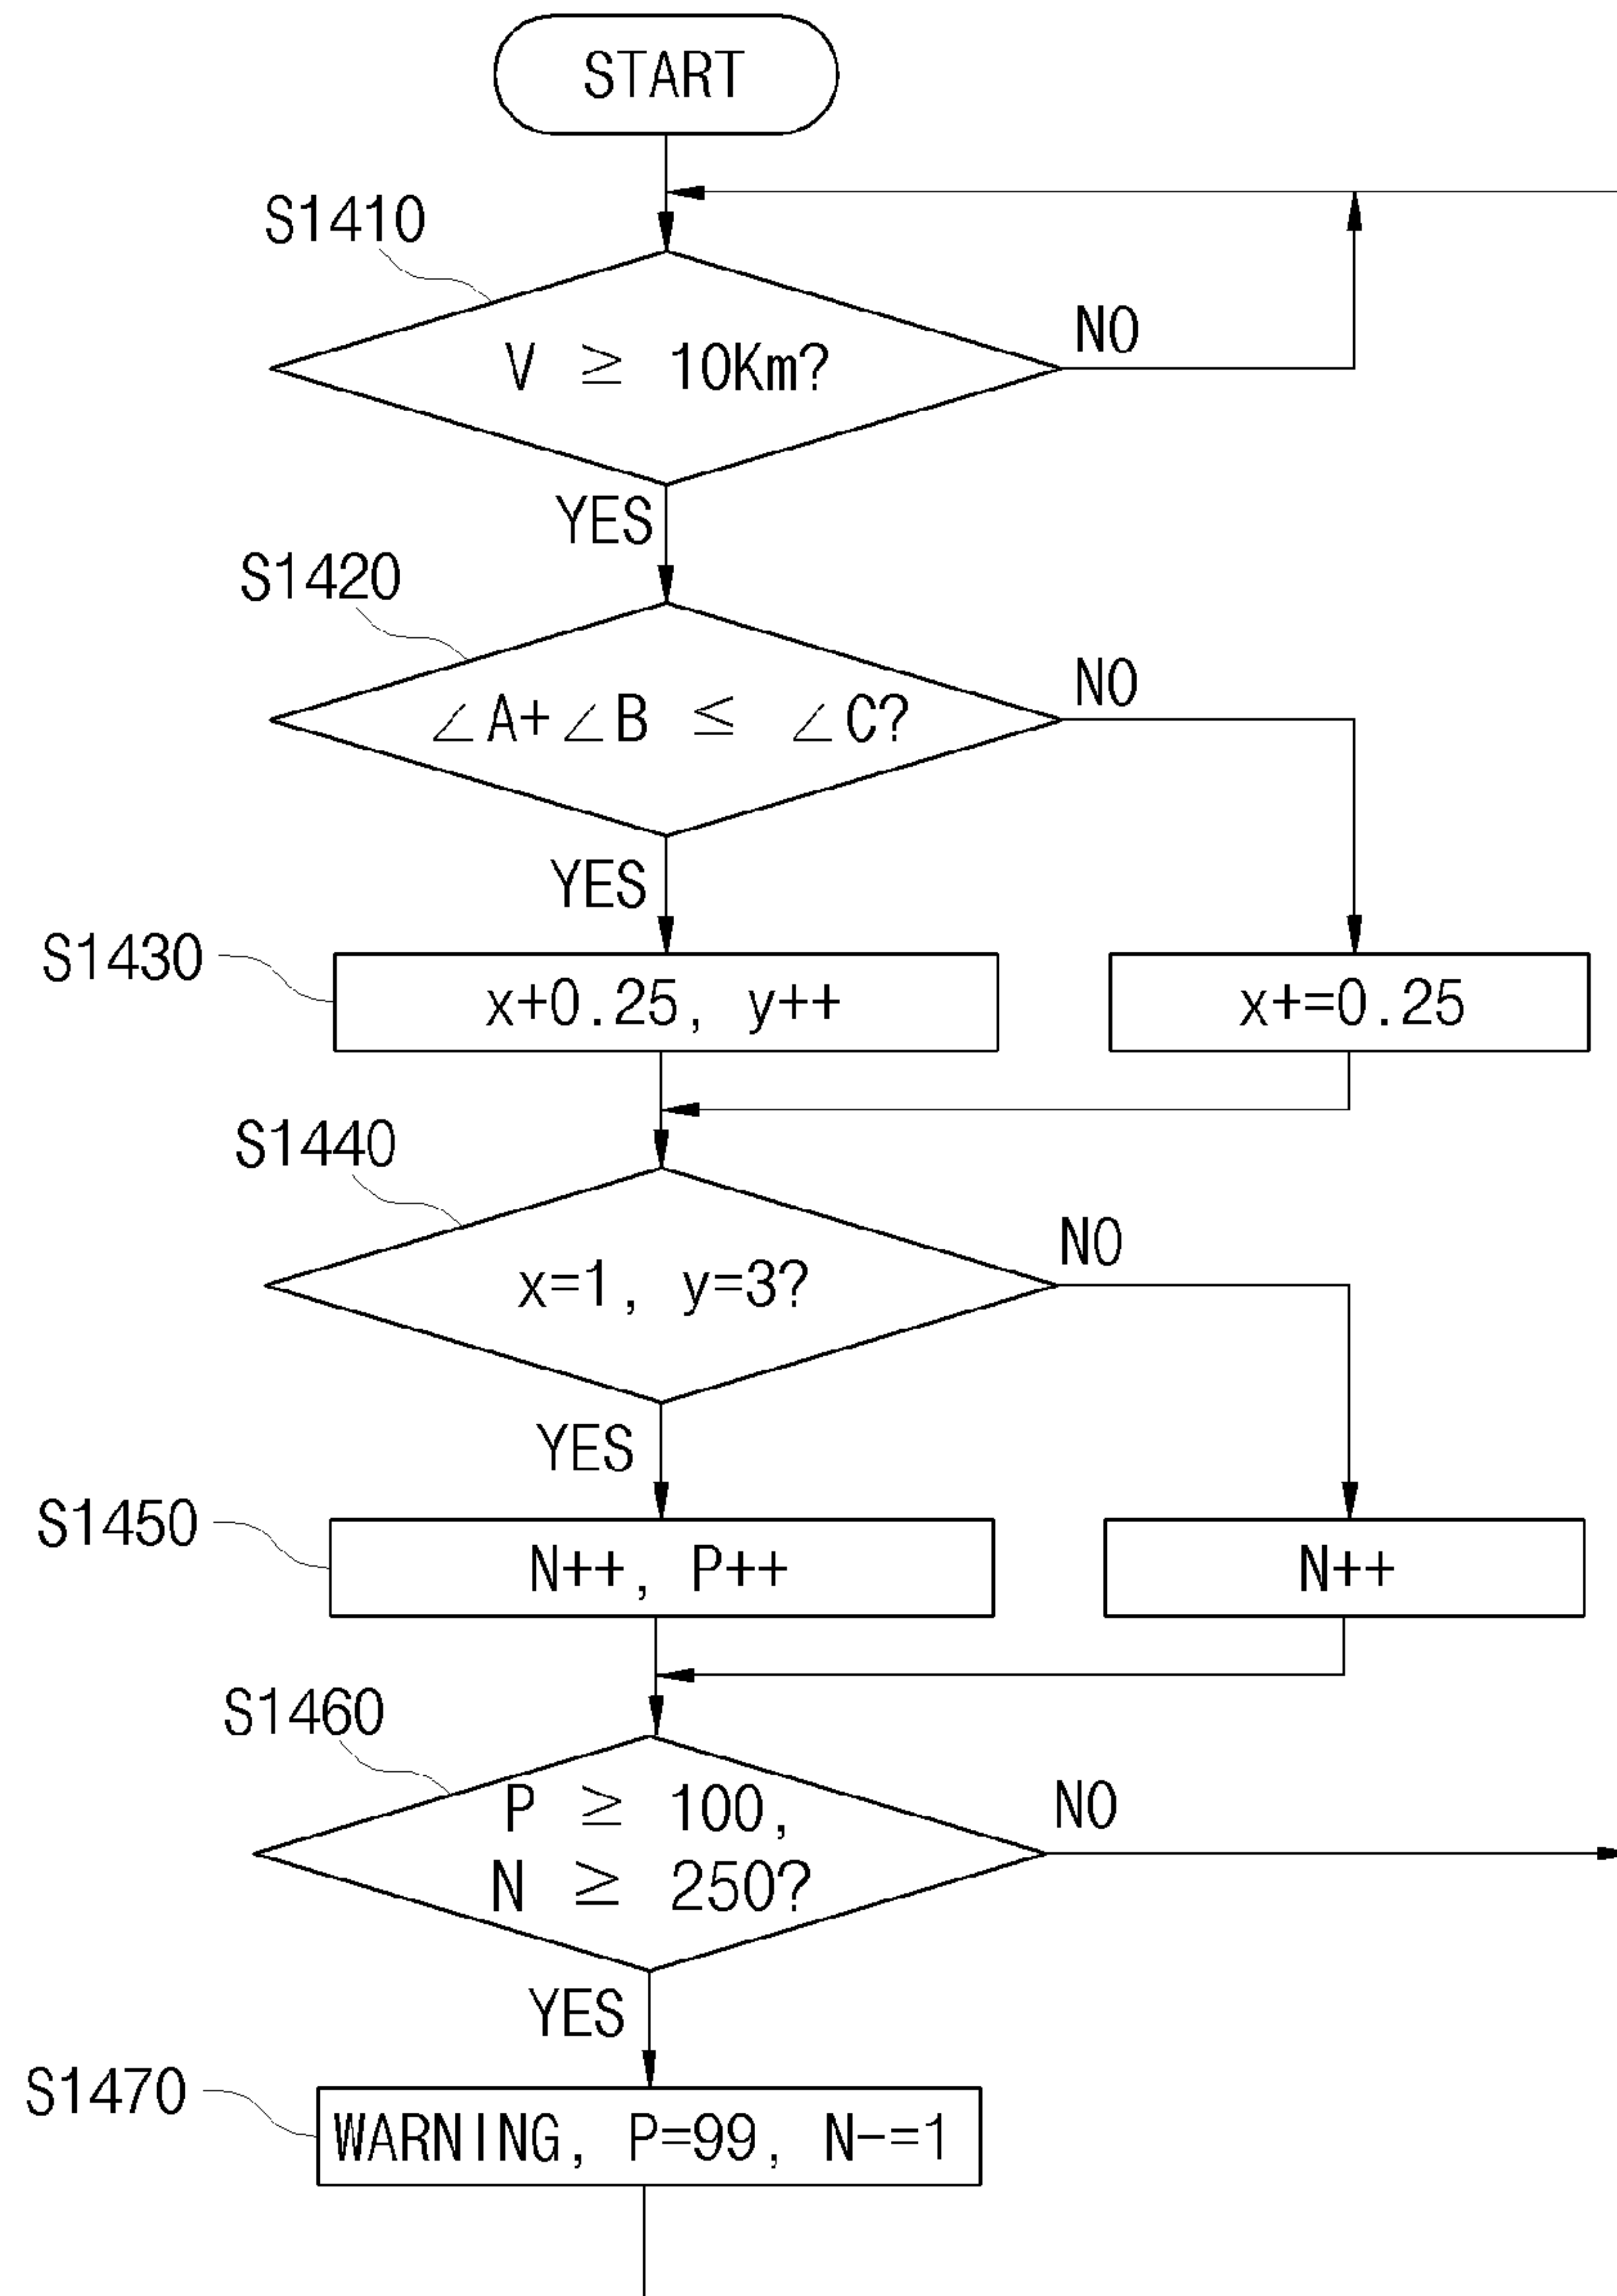 START
S1410
V ≥ 10Km?
NO
YES
S1420
∠A+∠B ≤ ∠C?
NO
YES
S1430
x+0.25, y++
x+=0.25
S1440
x=1, y=3?
NO
YES
S1450
N++, P++
N++
S1460
P ≥ 100,
N ≥ 250?
NO
YES
S1470
WARNING, P=99, N-=1